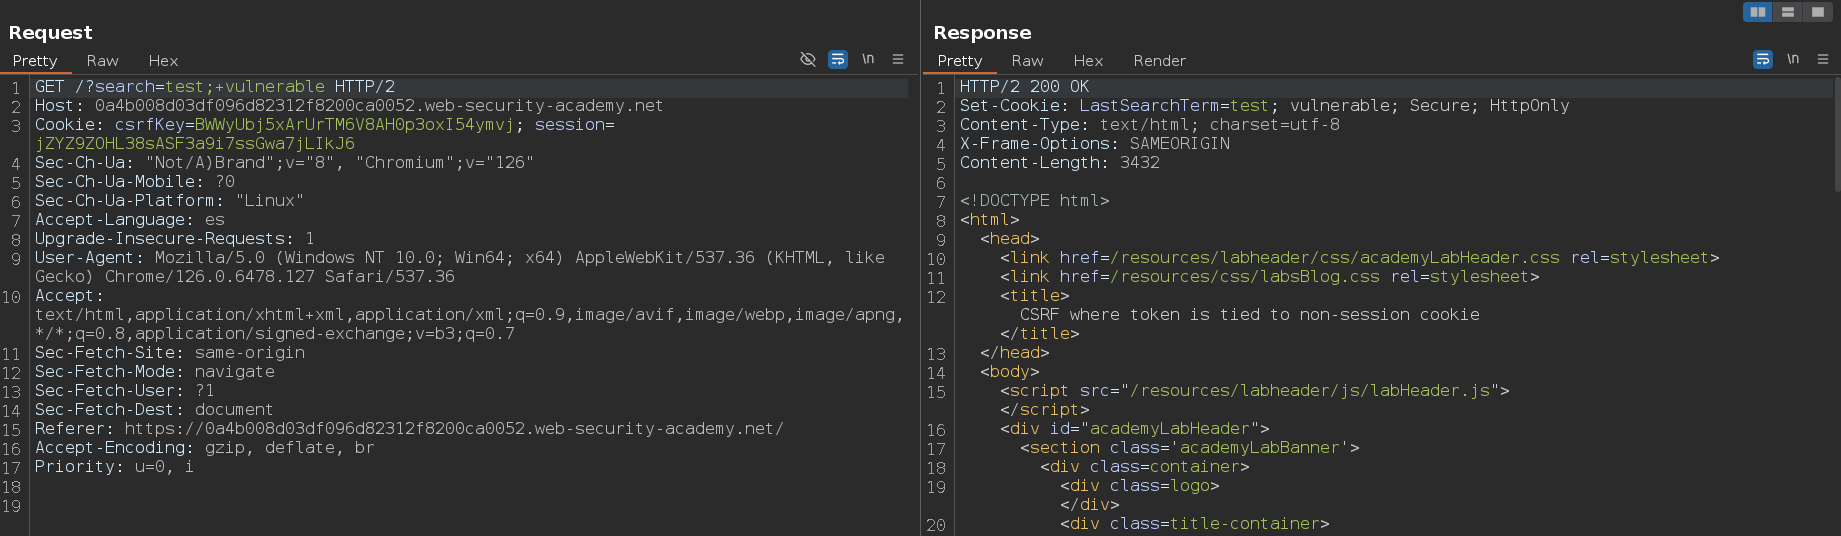 Request
Pretty Raw Hex \n
1 GET /?search=test;+vulnerable HTTP/2
2 Host: 0a4b008d03df096d82312f8200ca0052.web-security-academy.net
3 Cookie: csrfKey=BWWyUbj5xArUrTM6V8AH0p3oxI54ymvj; session=
jZYZ9ZOHL38sASF3a9i7ssGwa7jLIkJ6
4 Sec-Ch-Ua: "Not/A)Brand";v="8", "Chromium";v="126"
5 Sec-Ch-Ua-Mobile: ?0
6 Sec-Ch-Ua-Platform: "Linux"
7 Accept-Language: es
8 Upgrade-Insecure-Requests: 1
9 User-Agent: Mozilla/5.0 (Windows NT 10.0; Win64; x64) AppleWebKit/537.36 (KHTML, like
Gecko) Chrome/126.0.6478.127 Safari/537.36
10 Accept:
text/html,application/xhtml+xml,application/xml;q=0.9,image/avif,image/webp,image/apng,
*/*;q=0.8,application/signed-exchange;v=b3;q=0.7
11 Sec-Fetch-Site: same-origin
12 Sec-Fetch-Mode: navigate
13 Sec-Fetch-User: ?1
14 Sec-Fetch-Dest: document
15 Referer: https://0a4b008d03df096d82312f8200ca0052.web-security-academy.net/
16 Accept-Encoding: gzip, deflate, br
17 Priority: u=0, i
18
19
Response
Pretty Raw Hex Render \n
1 HTTP/2 200 OK
2 Set-Cookie: LastSearchTerm=test; vulnerable; Secure; HttpOnly
3 Content-Type: text/html; charset=utf-8
4 X-Frame-Options: SAMEORIGIN
5 Content-Length: 3432
6
7 <!DOCTYPE html>
8 <html>
9 <head>
10 <link href=/resources/labheader/css/academyLabHeader.css rel=stylesheet>
11 <link href=/resources/css/labsBlog.css rel=stylesheet>
12 <title>
CSRF where token is tied to non-session cookie
</title>
13 </head>
14 <body>
15 <script src="/resources/labheader/js/labHeader.js">
</script>
16 <div id="academyLabHeader">
17 <section class='academyLabBanner'>
18 <div class=container>
19 <div class=logo>
</div>
20 <div class=title-container>